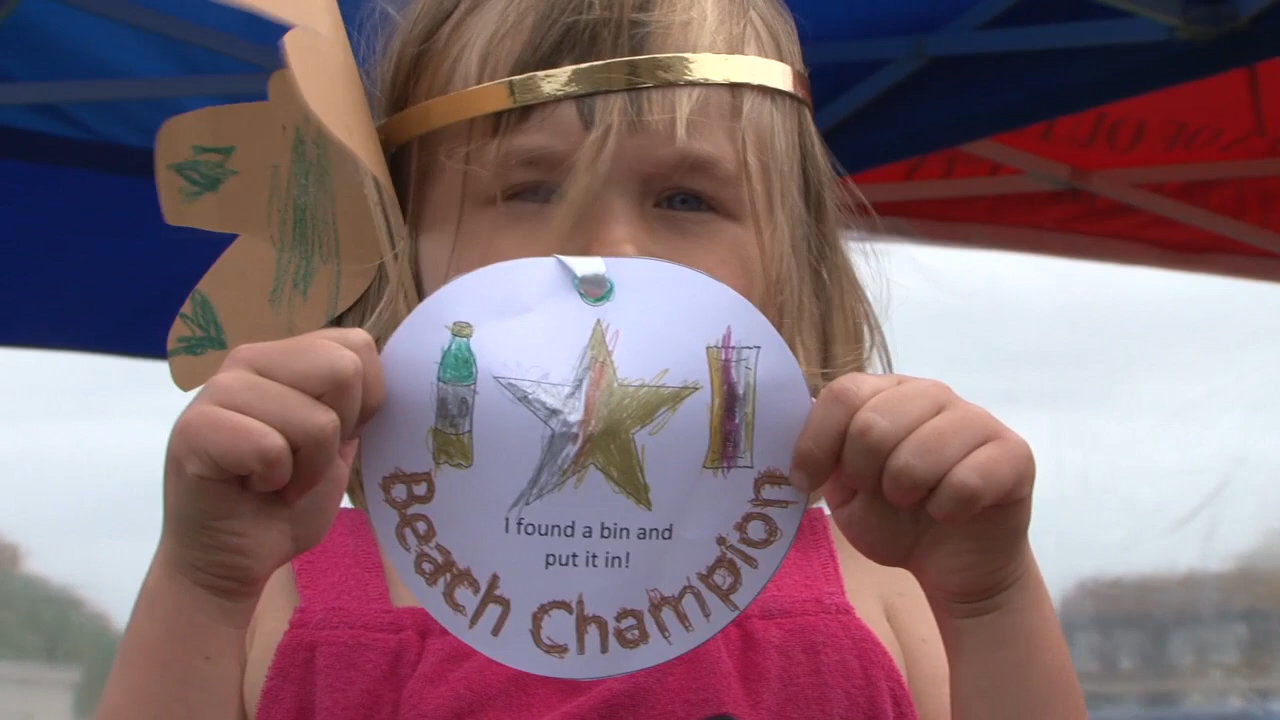 I found a bin and
put it in!
Beach Champion